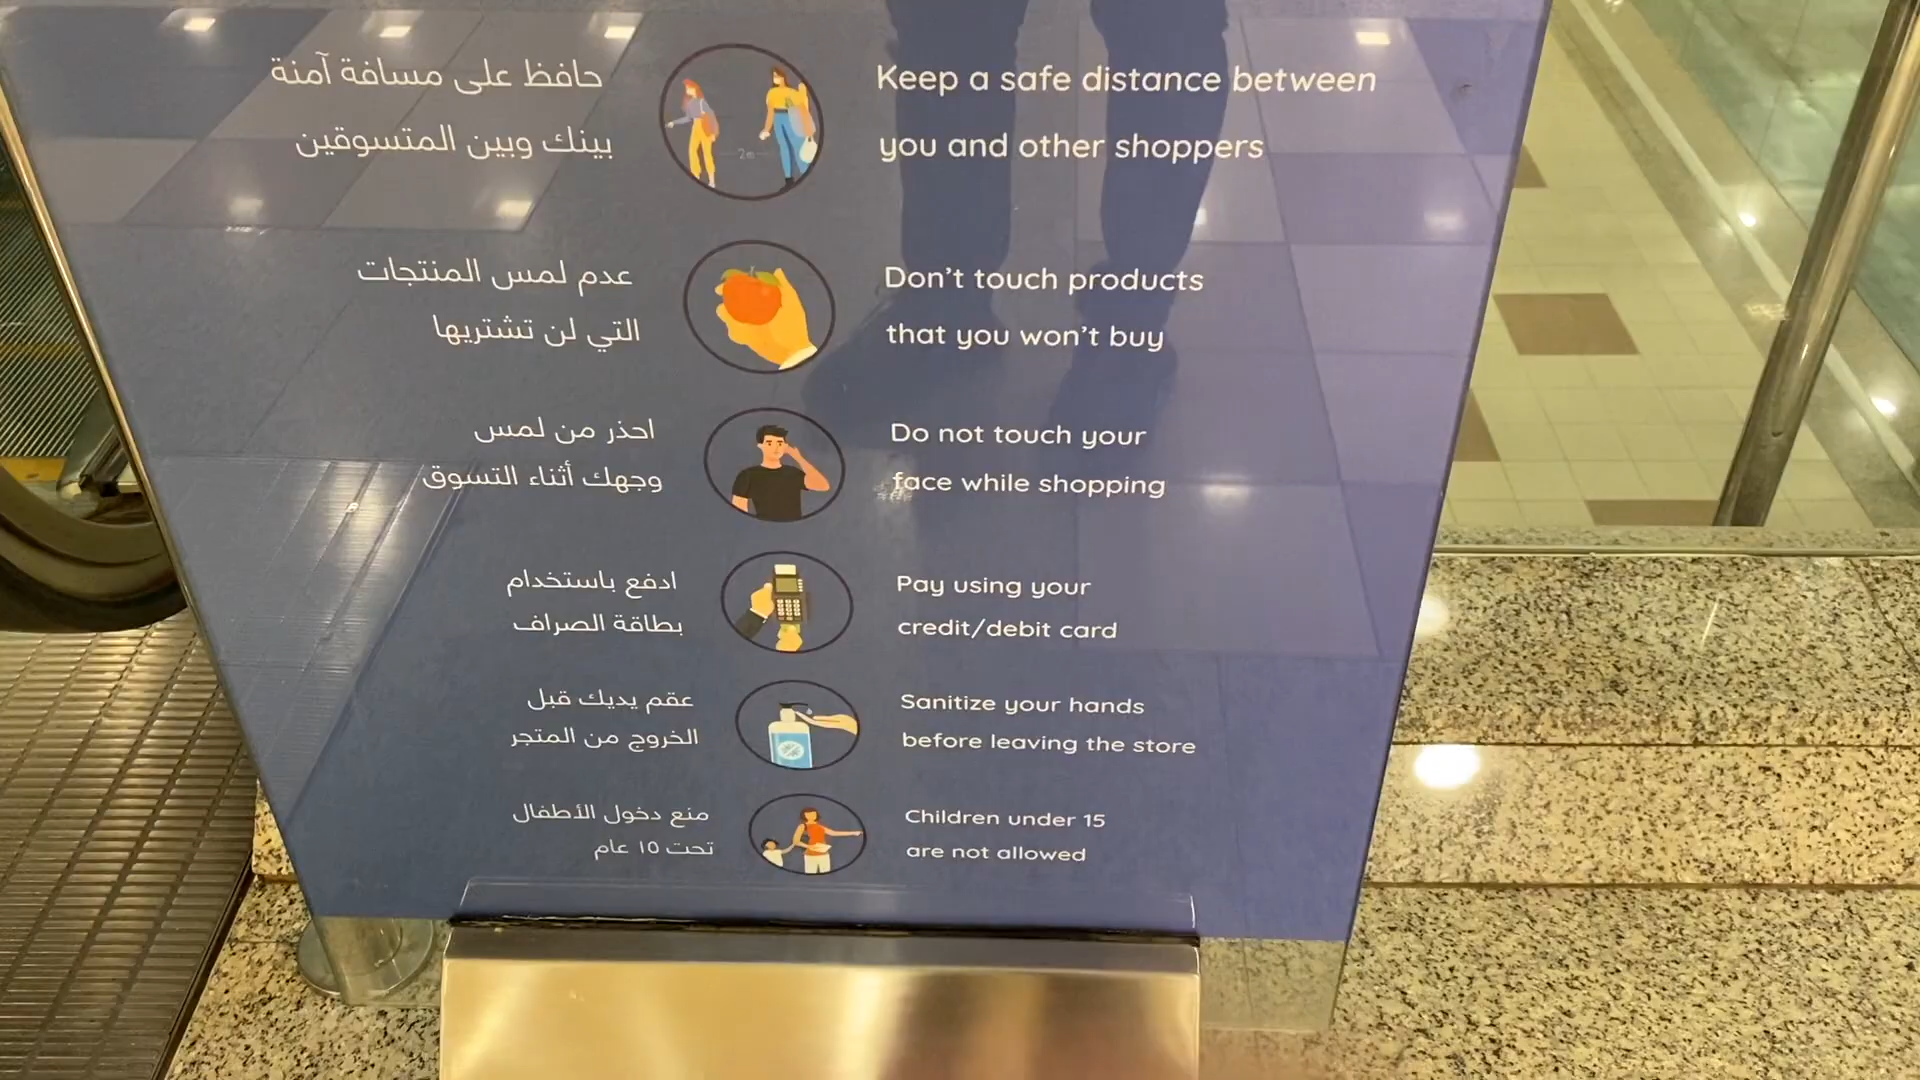 حافظ على مسافة آمنة
بينك وبين المتسوقين
Keep a safe distance between
you and other shoppers
2m
عدم لمس المنتجات
التي لن تشتريها
Don't touch products
that you won't buy
احذر من لمس
وجهك أثناء التسوق
Do not touch your
face while shopping
ادفع باستخدام
بطاقة الصراف
Pay using your
credit/debit card
عقم يديك قبل
الخروج من المتجر
Sanitize your hands
before leaving the store
منع دخول الأطفال
تحت ١٥ عام
Children under 15
are not allowed